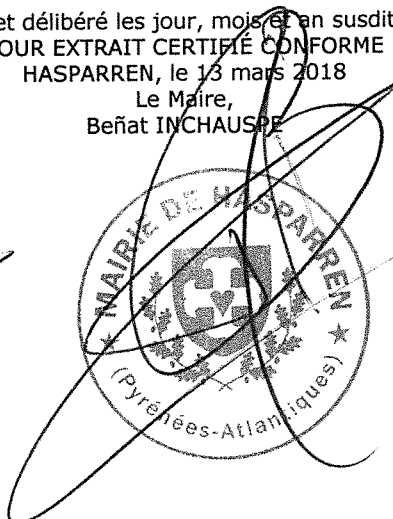 et délibéré les jour, mois et an susdit
OUR EXTRAIT CERTIFIÉ CONFORME
HASPARREN, le 13 mars 2018
Le Maire,
Beñat INCHAUSPE
MAIRIE DE HASPARREN
(Pyrénées-Atlantiques)